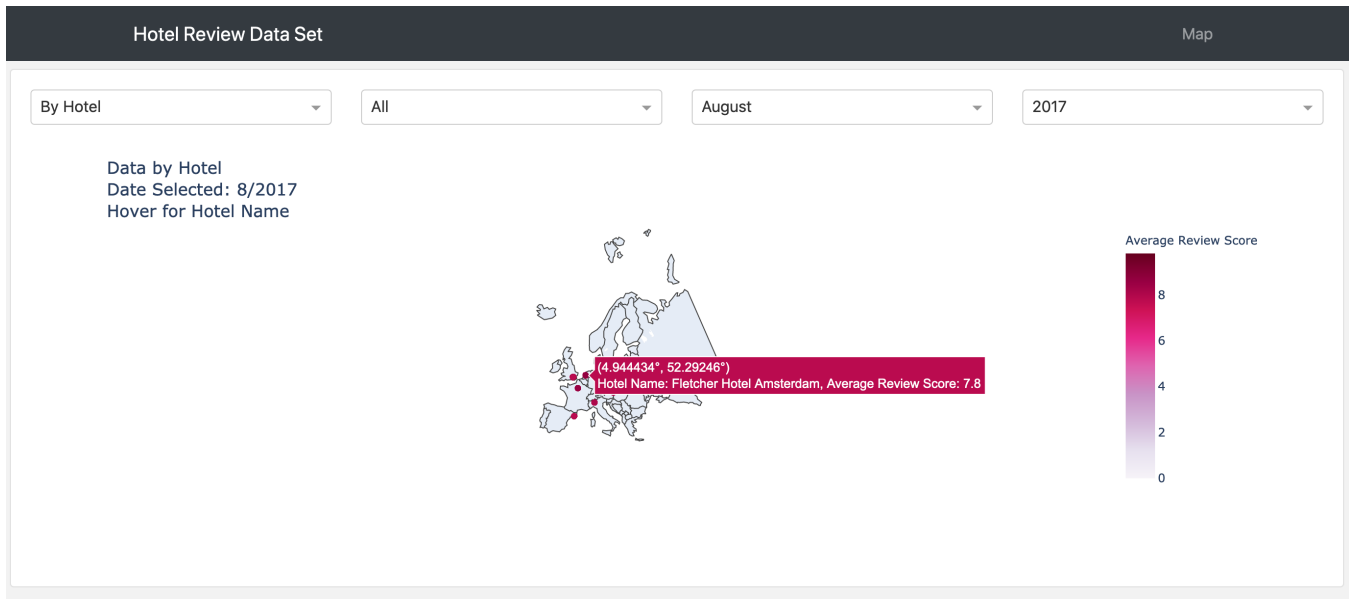 Hotel Review Data Set
Map
By Hotel
All
August
2017
Data by Hotel
Date Selected: 8/2017
Hover for Hotel Name
Average Review Score
8
6
4
2
0
(4.944434°, 52.29246°)
Hotel Name: Fletcher Hotel Amsterdam, Average Review Score: 7.8